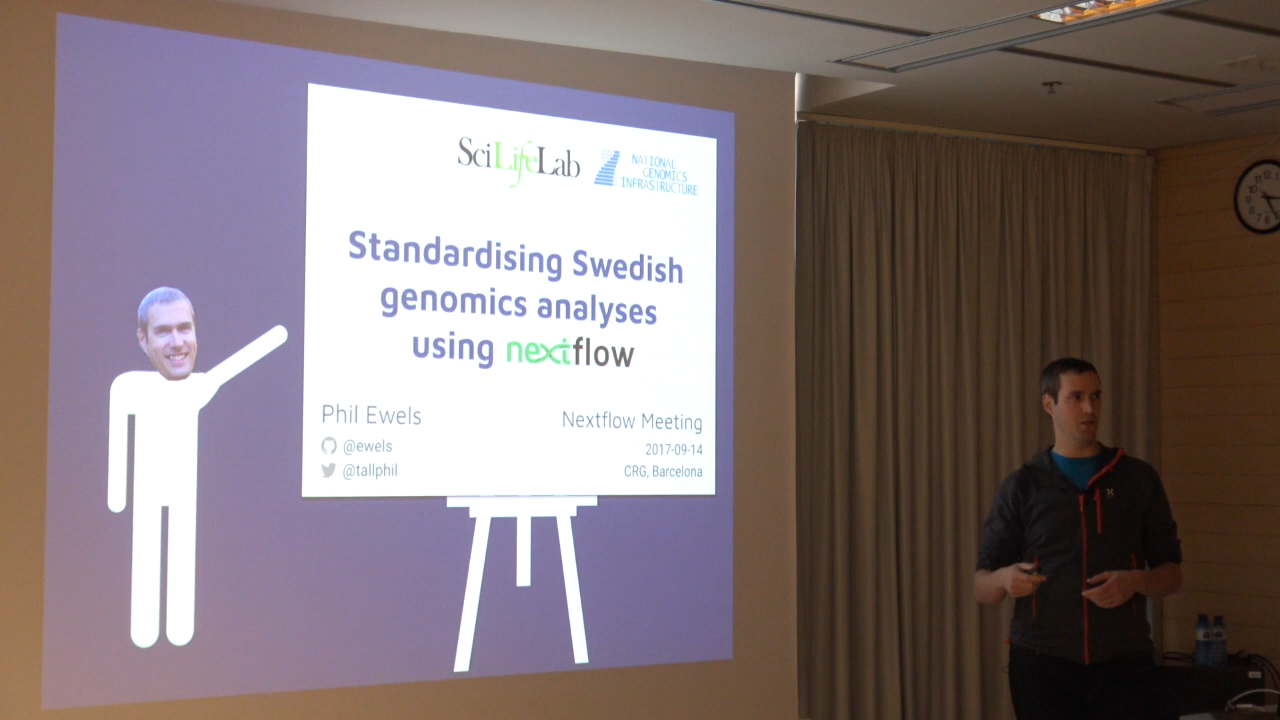 SciLifeLab
NATIONAL
GENOMICS
INFRASTRUCTURE
Standardising Swedish
genomics analyses
using nextflow
Phil Ewels
@ewels
@tallphil
Nextflow Meeting
2017-09-14
CRG, Barcelona